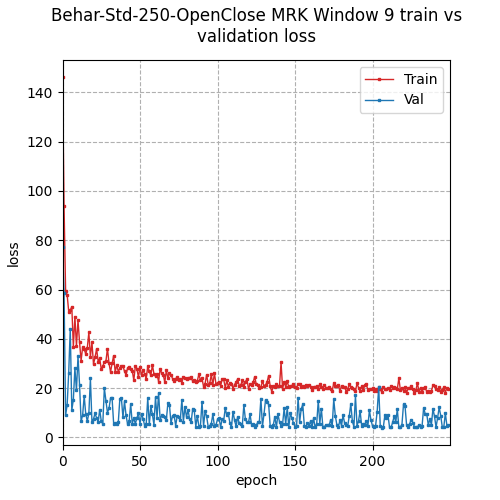 Behar-Std-250-OpenClose MRK Window 9 train vs
validation loss
Train
Val
140
120
100
80
60
40
20
0
loss
0
50
100
150
200
epoch